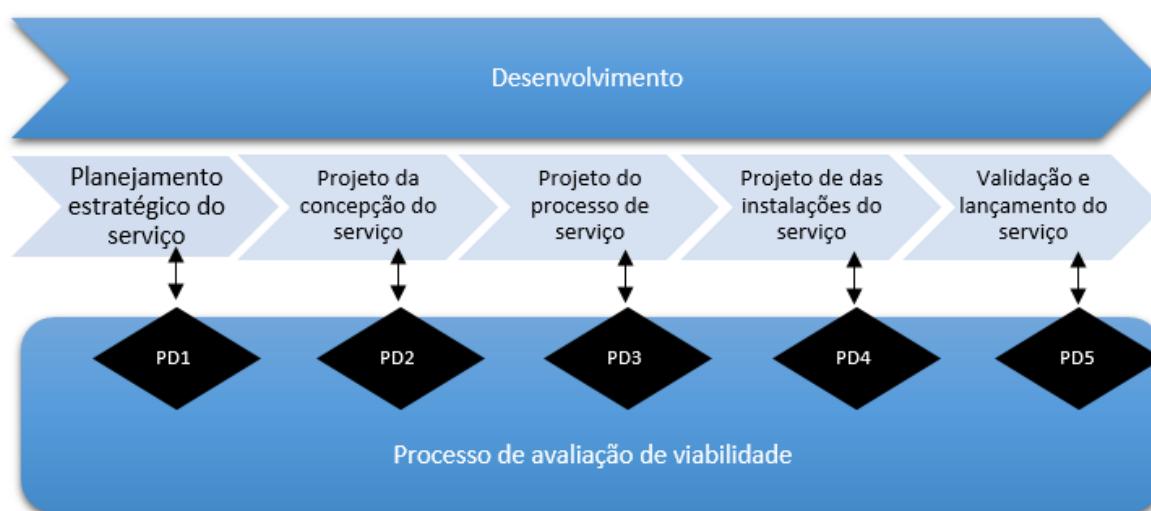 Desenvolvimento
Planejamento
estratégico do
serviço
Projeto da
concepção do
serviço
Projeto do
processo de
serviço
Projeto de das
instalações do
serviço
Validação e
lançamento do
serviço
PD1
PD2
PD3
PD4
PD5
Processo de avaliação de viabilidade